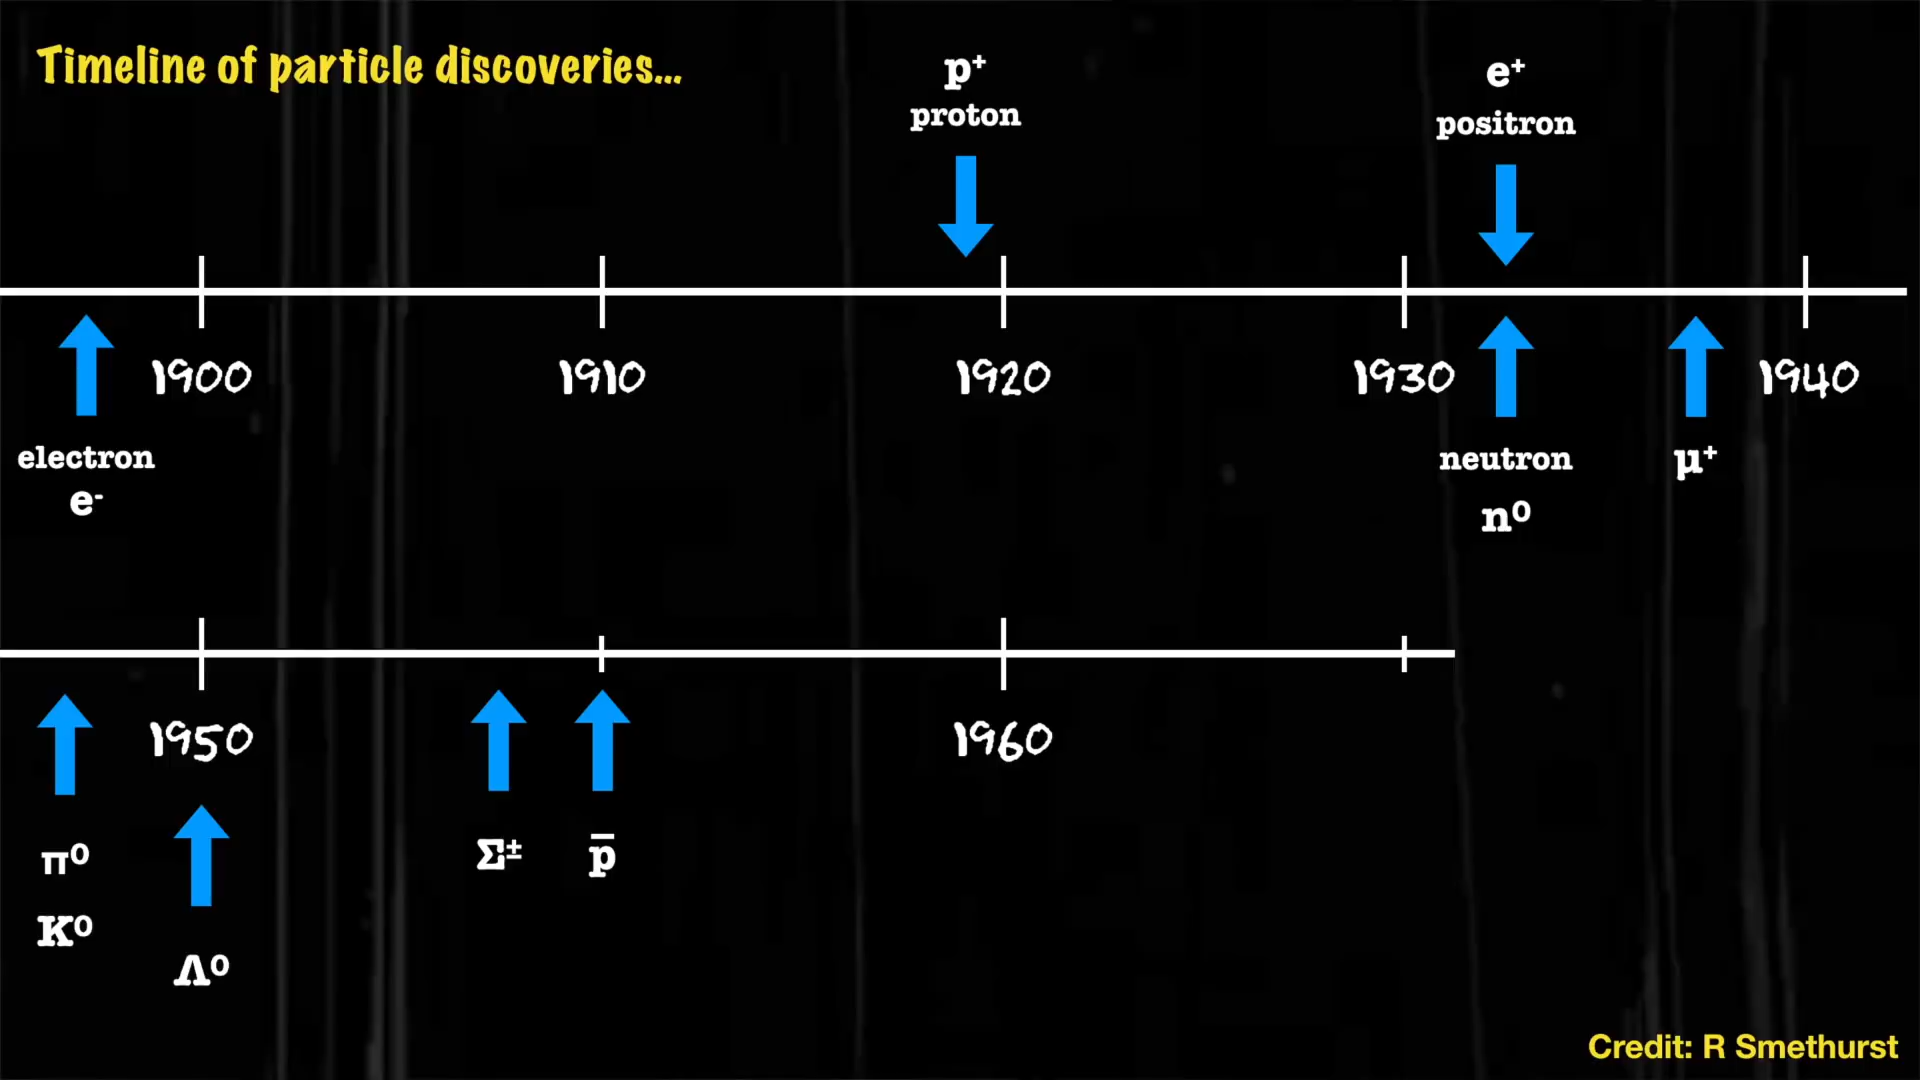 Timeline of particle discoveries...
p⁺
proton
e⁺
positron
1900
1910
1920
1930
1940
electron
e⁻
neutron
n⁰
μ⁺
1950
1960
π⁰
K⁰
Λ⁰
Σ±
p̅
Credit: R Smethurst